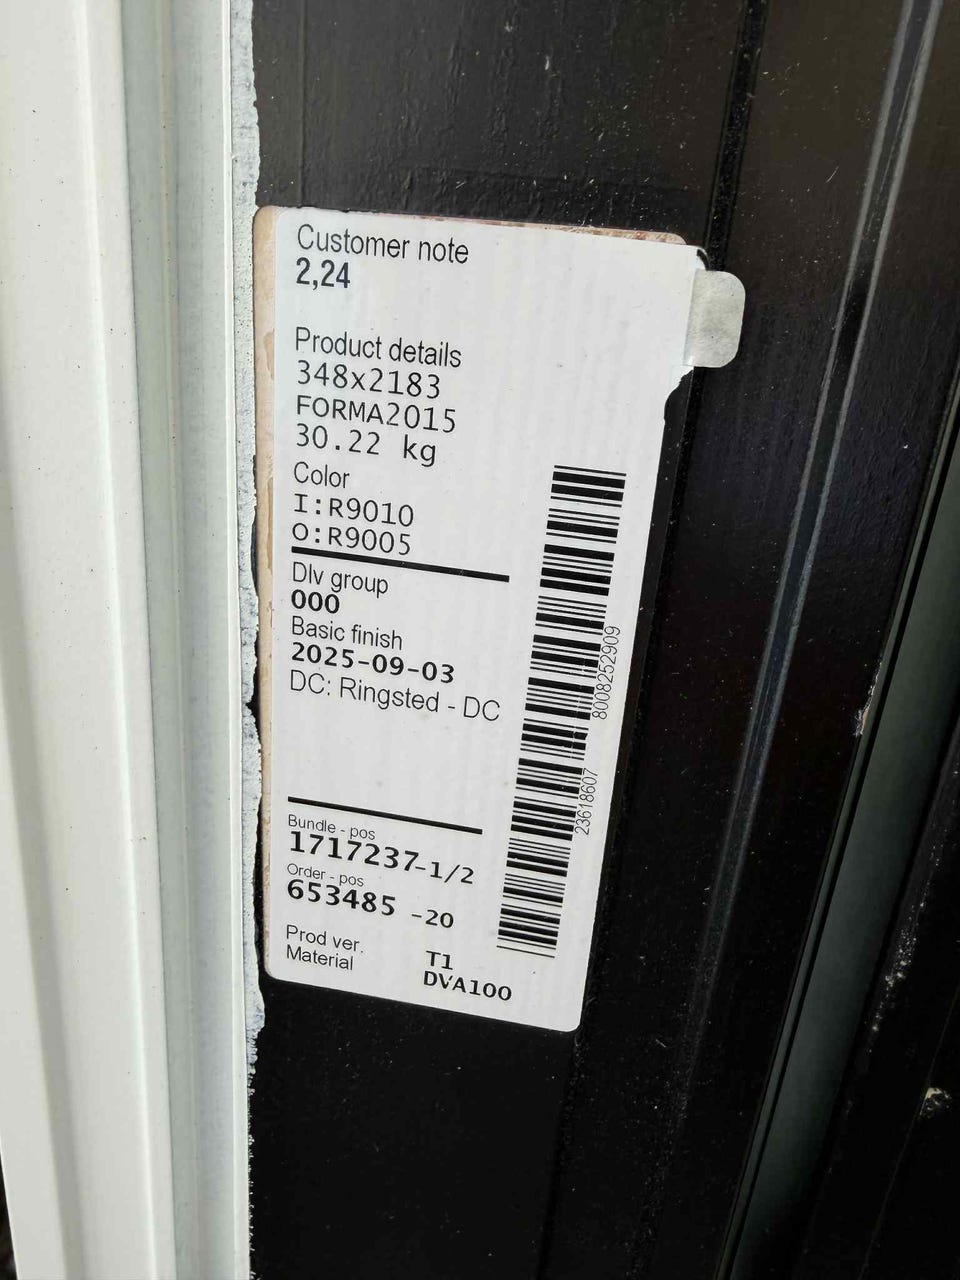 Customer note
2,24
Product details
348x2183
FORMA2015
30.22 kg
Color
I:R9010
O:R9005
Dlv group
000
Basic finish
2025-09-03
DC: Ringsted - DC
8008252909
23618607
Bundle - pos
1717237-1/2
Order - pos
653485 -20
Prod ver. T1
Material DVA100